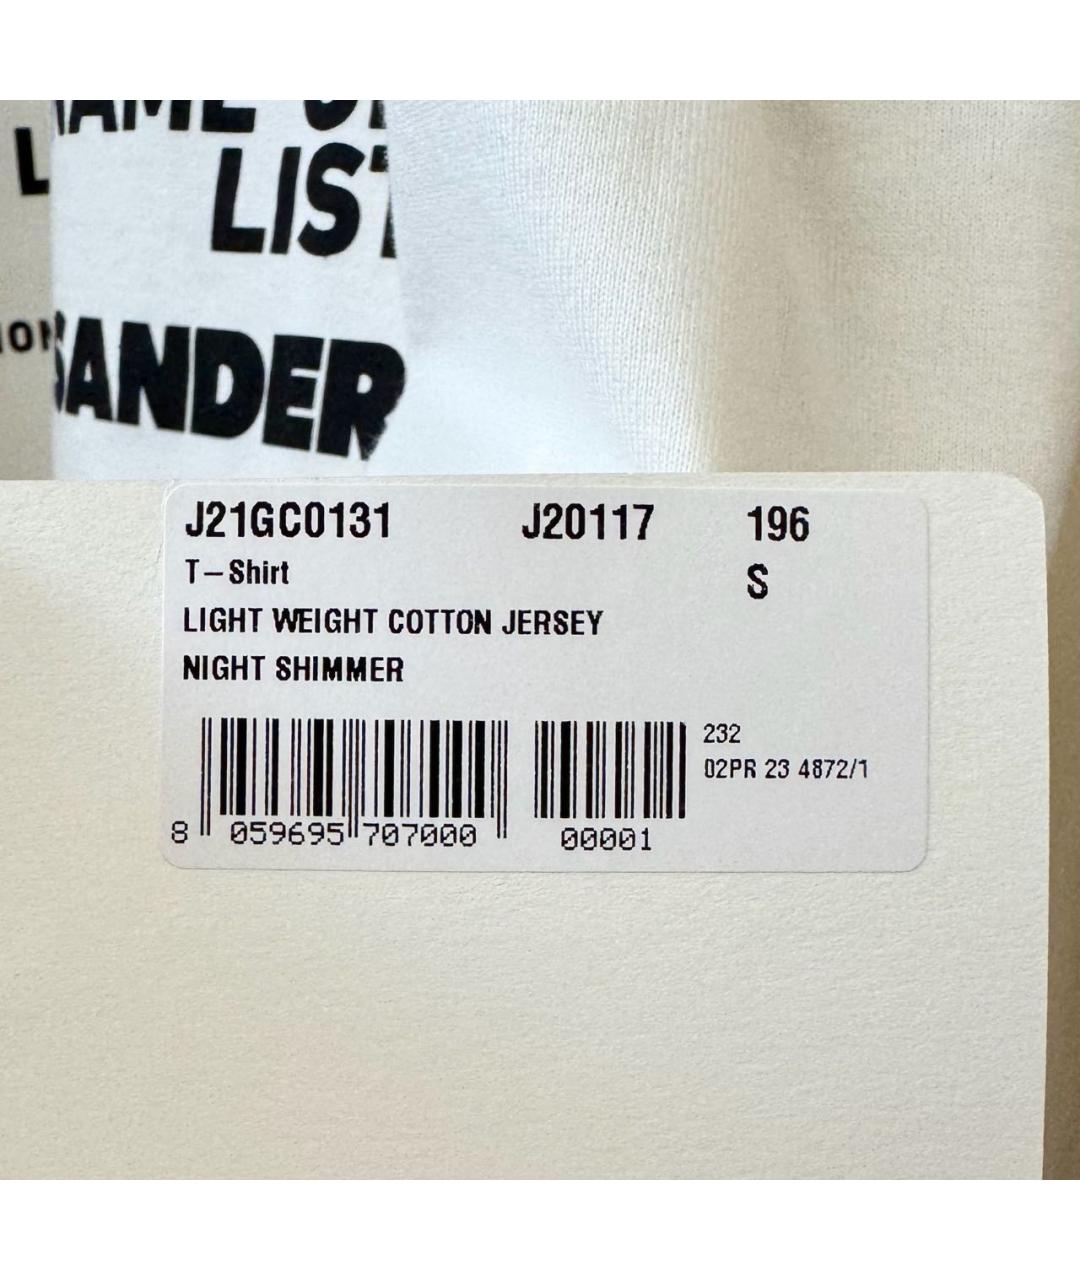 LIS
SANDER
J21GC0131 J20117 196
T-Shirt S
LIGHT WEIGHT COTTON JERSEY
NIGHT SHIMMER
232
02PR 23 4872/1
8 059695 707000 00001